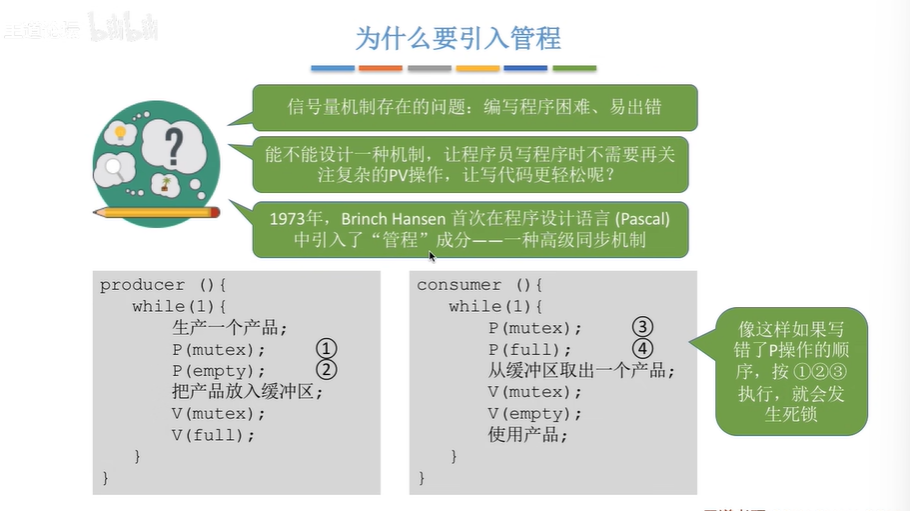 为什么要引入管程
信号量机制存在的问题：编写程序困难、易出错
能不能设计一种机制，让程序员写程序时不需要再关
注复杂的PV操作，让写代码更轻松呢？
1973年，Brinch Hansen 首次在程序设计语言 (Pascal)
中引入了“管程”成分——一种高级同步机制
producer (){
while(1){
生产一个产品;
P(mutex); ①
P(empty); ②
把产品放入缓冲区;
V(mutex);
V(full);
}
}
consumer (){
while(1){
P(mutex); ③
P(full); ④
从缓冲区取出一个产品;
V(mutex);
V(empty);
使用产品;
}
}
像这样如果写
错了P操作的顺
序，按 ①②③
执行，就会发
生死锁
bilibili